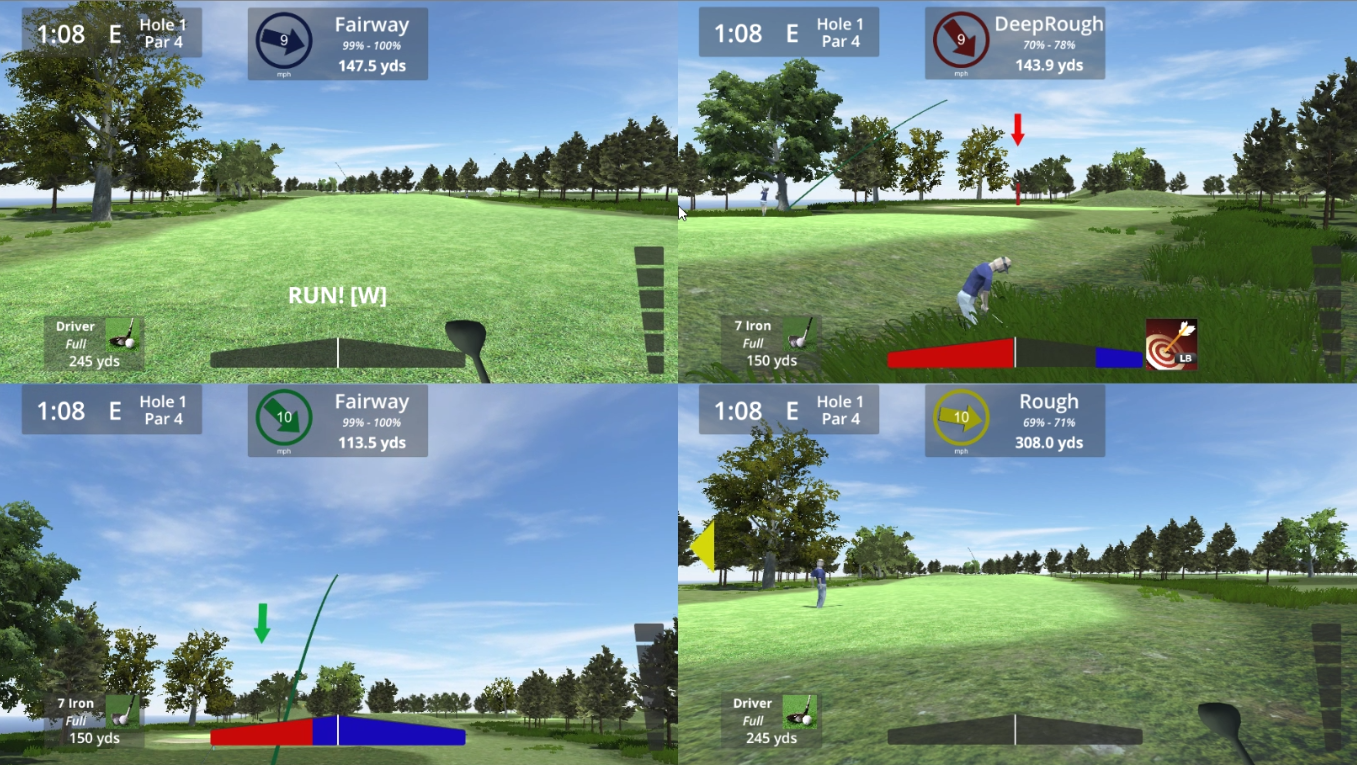 1:08 E Hole 1
Par 4
9
mph
Fairway
99% - 100%
147.5 yds
RUN! [W]
Driver
Full
245 yds
1:08 E Hole 1
Par 4
9
mph
DeepRough
70% - 78%
143.9 yds
7 Iron
Full
150 yds
LB
1:08 E Hole 1
Par 4
10
mph
Fairway
99% - 100%
113.5 yds
7 Iron
Full
150 yds
1:08 E Hole 1
Par 4
10
mph
Rough
69% - 71%
308.0 yds
Driver
Full
245 yds